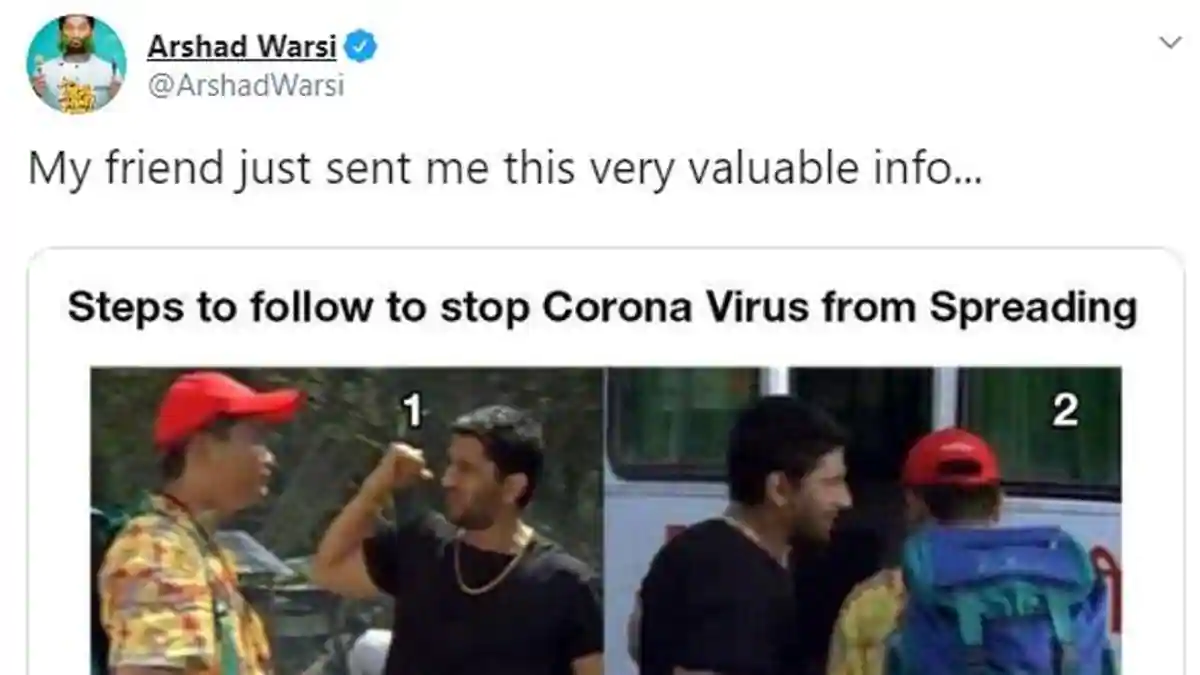 Arshad Warsi
@ArshadWarsi
My friend just sent me this very valuable info...
Steps to follow to stop Corona Virus from Spreading
1
2